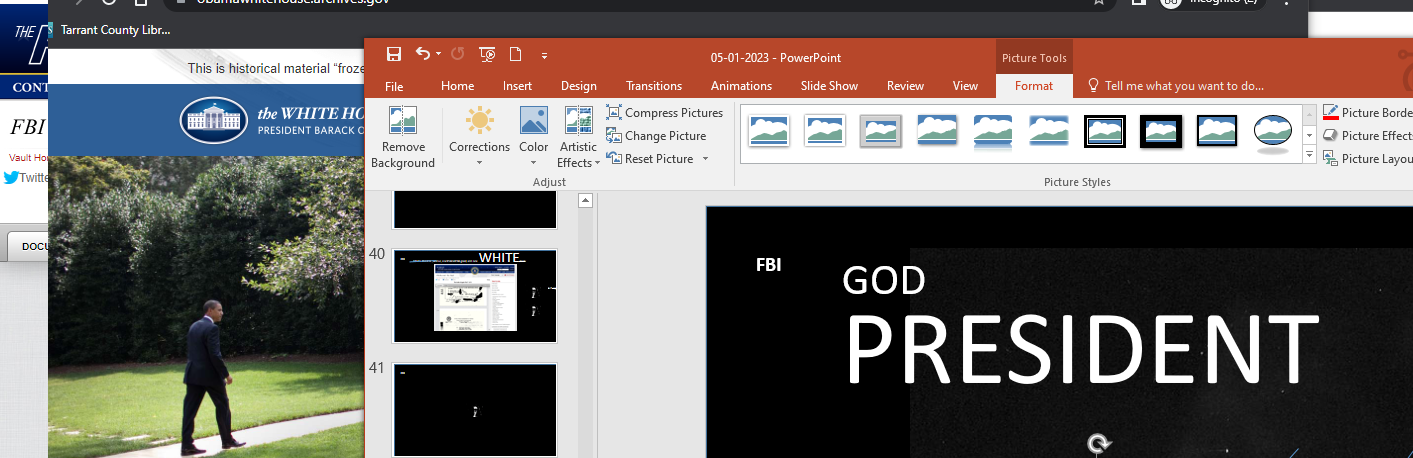 obamawhitehouse.archives.gov
Incognito (2)
Tarrant County Libr...
THE
This is historical material “froze
CONT
the WHITE HO
PRESIDENT BARACK O
FBI
Vault Ho
Twitte
DOCU
05-01-2023 - PowerPoint
Picture Tools
File Home Insert Design Transitions Animations Slide Show Review View Format Tell me what you want to do...
Remove Background
Corrections
Color
Artistic Effects
Compress Pictures
Change Picture
Reset Picture
Adjust
Picture Styles
Picture Borde
Picture Effect
Picture Layou
40
WHITE
41
FBI
GOD
PRESIDENT